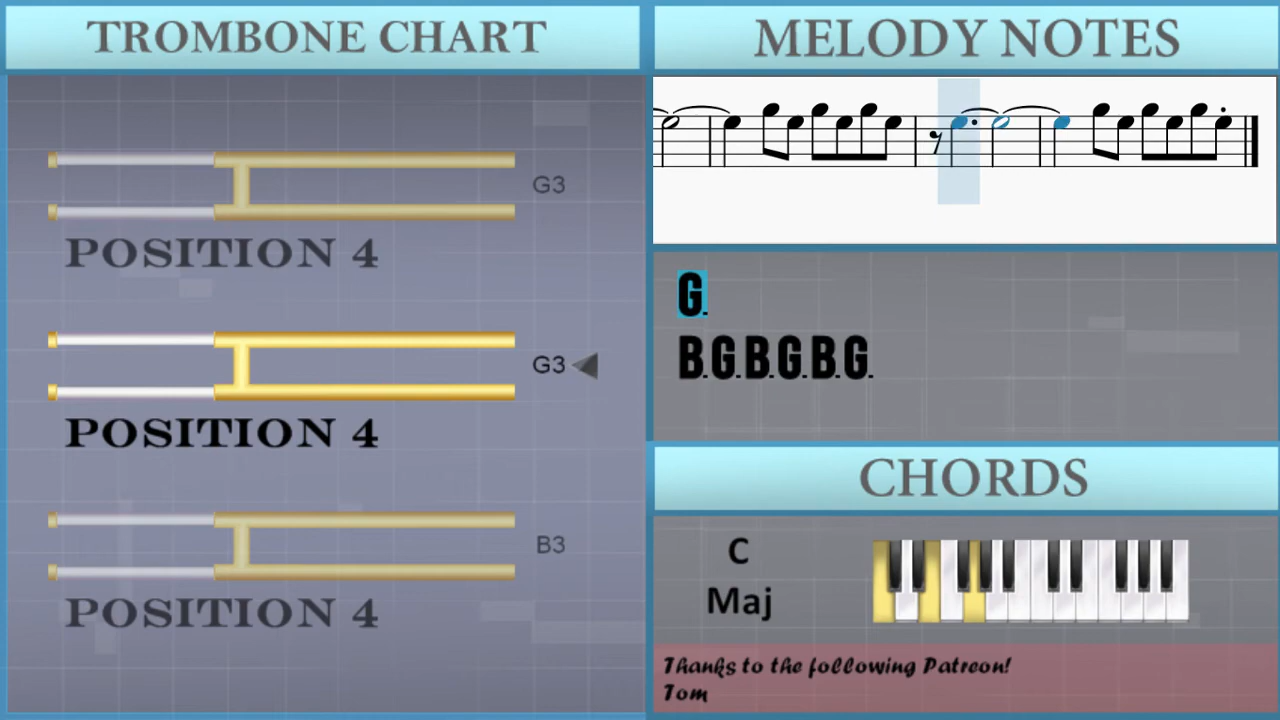 TROMBONE CHART
G3
POSITION 4
G3
POSITION 4
B3
POSITION 4
MELODY NOTES
G.
B.G.B.G.B.G.
CHORDS
C
Maj
Thanks to the following Patreon!
Tom